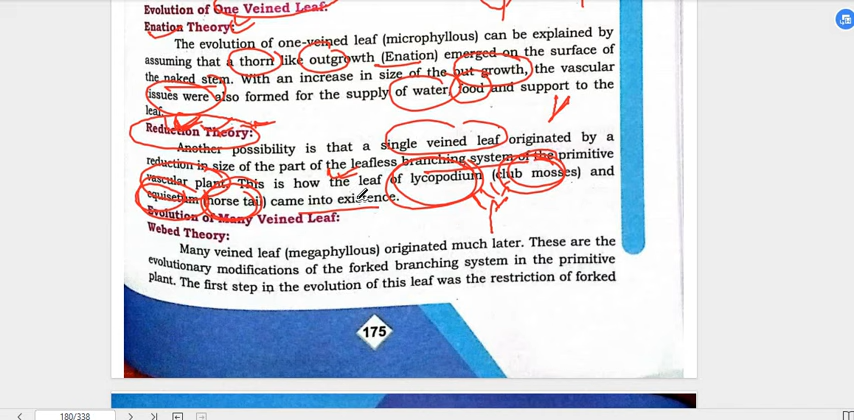 Evolution of One Veined Leaf:
Enation Theory:
The evolution of one-veined leaf (microphyllous) can be explained by
assuming that a thorn like outgrowth (Enation) emerged on the surface of
the naked stem. With an increase in size of the out growth, the vascular
issues were also formed for the supply of water, food and support to the
leaf.
Reduction Theory:
Another possibility is that a single veined leaf originated by a
reduction in size of the part of the leafless branching system of the primitive
vascular plant. This is how the leaf of lycopodium (club mosses) and
equisetum (horse tail) came into existence.
Evolution of Many Veined Leaf:
Webed Theory:
Many veined leaf (megaphyllous) originated much later. These are the
evolutionary modifications of the forked branching system in the primitive
plant. The first step in the evolution of this leaf was the restriction of forked
175
180/338